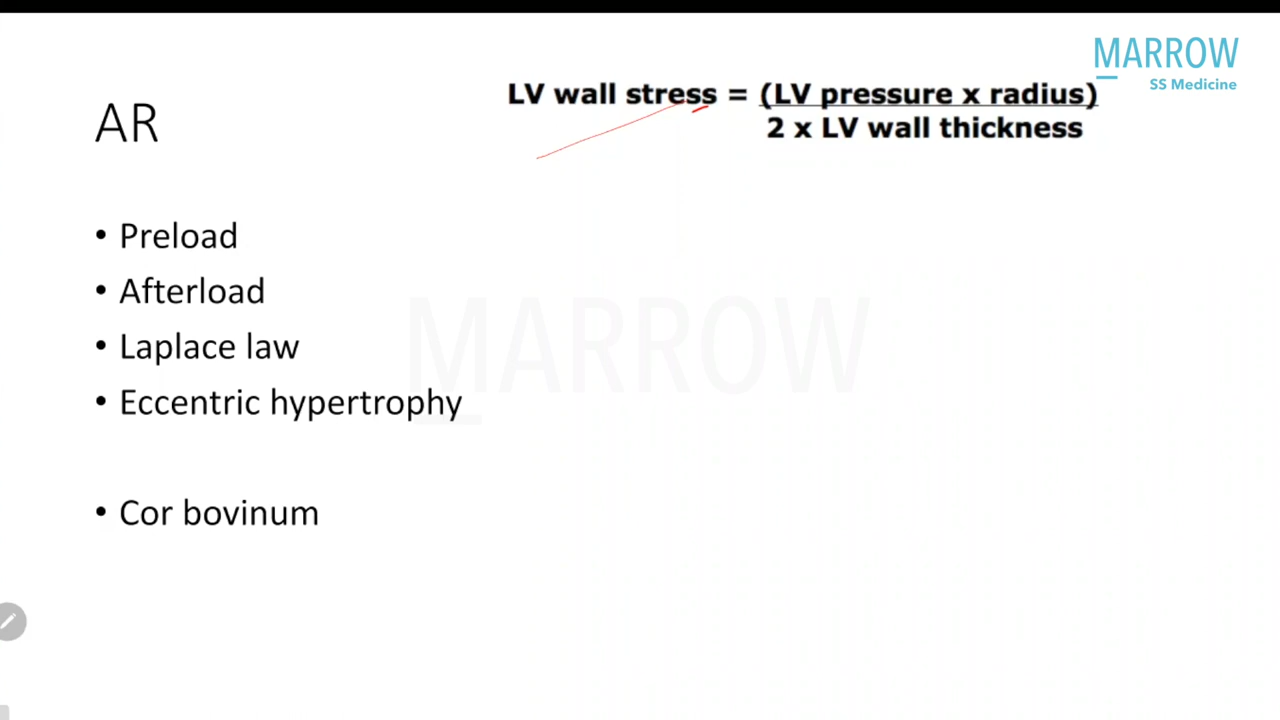 MARROW
SS Medicine
AR
LV wall stress = (LV pressure x radius)
2 x LV wall thickness
• Preload
• Afterload
• Laplace law
• Eccentric hypertrophy
• Cor bovinum
MARROW